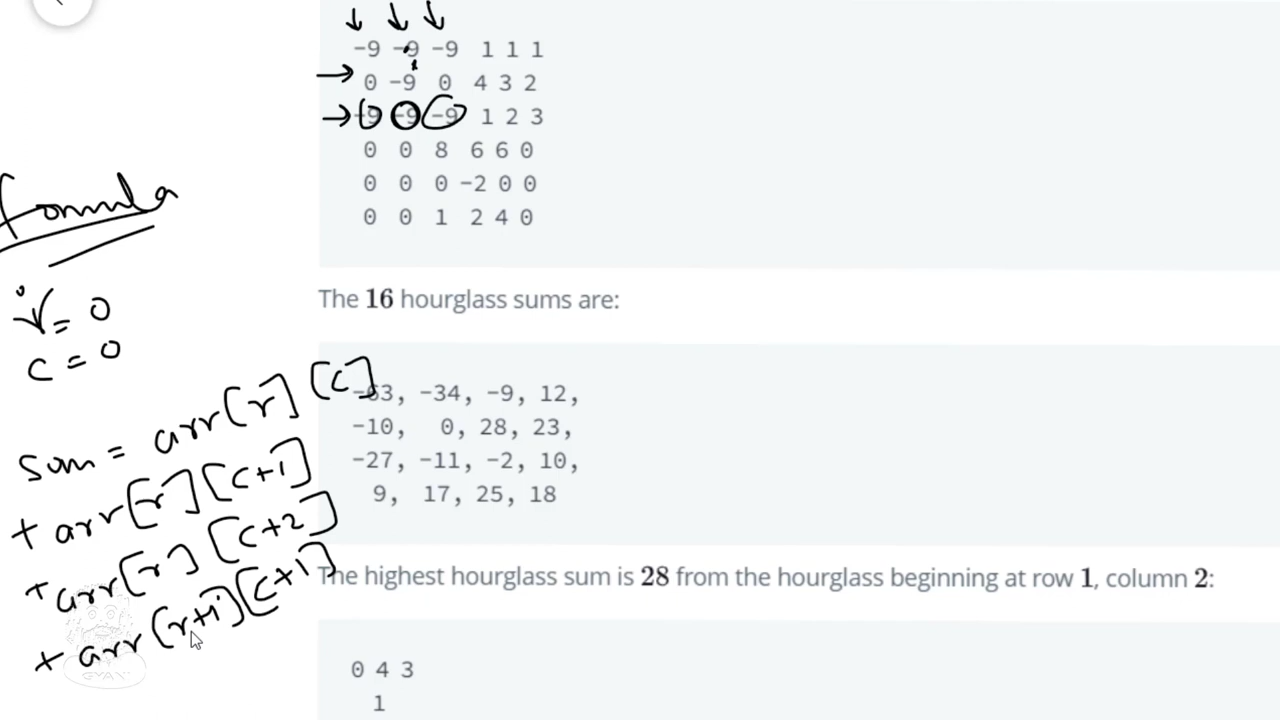 -9 -9 -9 1 1 1
0 -9 0 4 3 2
-9 -9 -9 1 2 3
0 0 8 6 6 0
0 0 0 -2 0 0
0 0 1 2 4 0
formula
r = 0
c = 0
The 16 hourglass sums are:
-63, -34, -9, 12,
-10, 0, 28, 23,
-27, -11, -2, 10,
9, 17, 25, 18
sum = arr[r][c]
+ arr[r][c+1]
+ arr[r][c+2]
+ arr[r+1][c+1]
The highest hourglass sum is 28 from the hourglass beginning at row 1, column 2:
0 4 3
1
GYAN